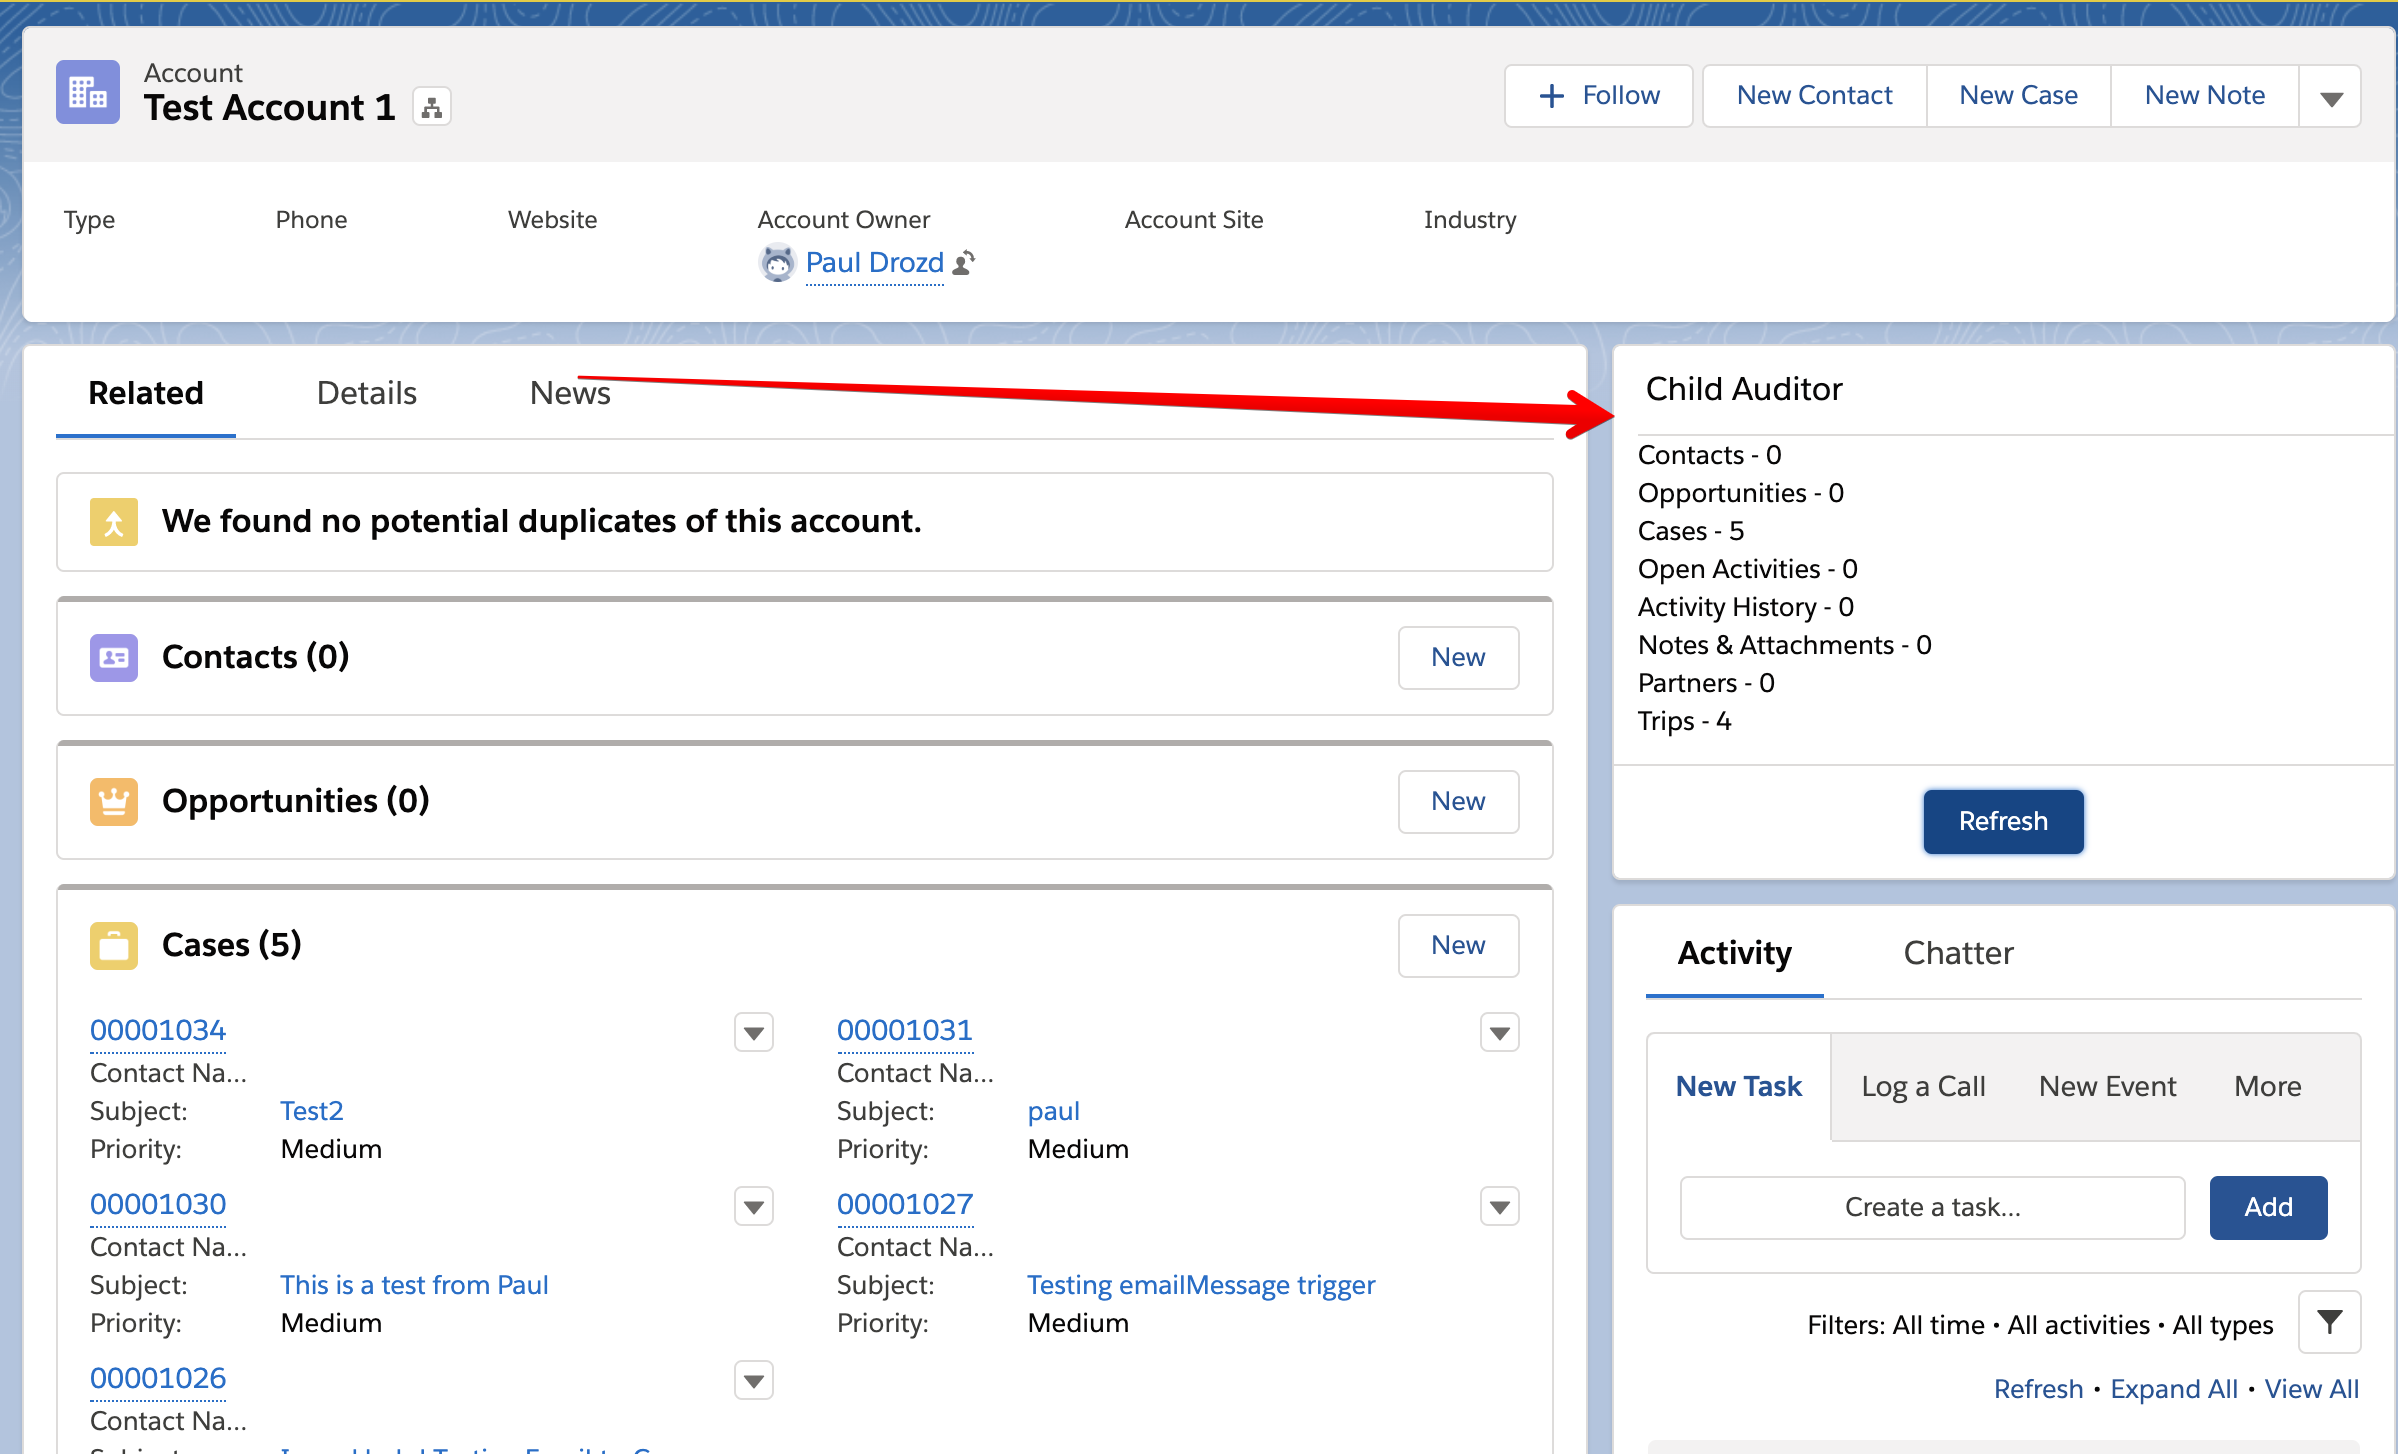 Account
Test Account 1
Follow
New Contact
New Case
New Note
Type
Phone
Website
Account Owner
Account Site
Industry
Paul Drozd
Related
Details
News
We found no potential duplicates of this account.
Contacts (0)
New
Opportunities (0)
New
Cases (5)
New
00001034
Contact Na...
Subject: Test2
Priority: Medium
00001031
Contact Na...
Subject: paul
Priority: Medium
00001030
Contact Na...
Subject: This is a test from Paul
Priority: Medium
00001027
Contact Na...
Subject: Testing emailMessage trigger
Priority: Medium
00001026
Contact Na...
Child Auditor
Contacts - 0
Opportunities - 0
Cases - 5
Open Activities - 0
Activity History - 0
Notes & Attachments - 0
Partners - 0
Trips - 4
Refresh
Activity
Chatter
New Task
Log a Call
New Event
More
Create a task...
Add
Filters: All time • All activities • All types
Refresh • Expand All • View All